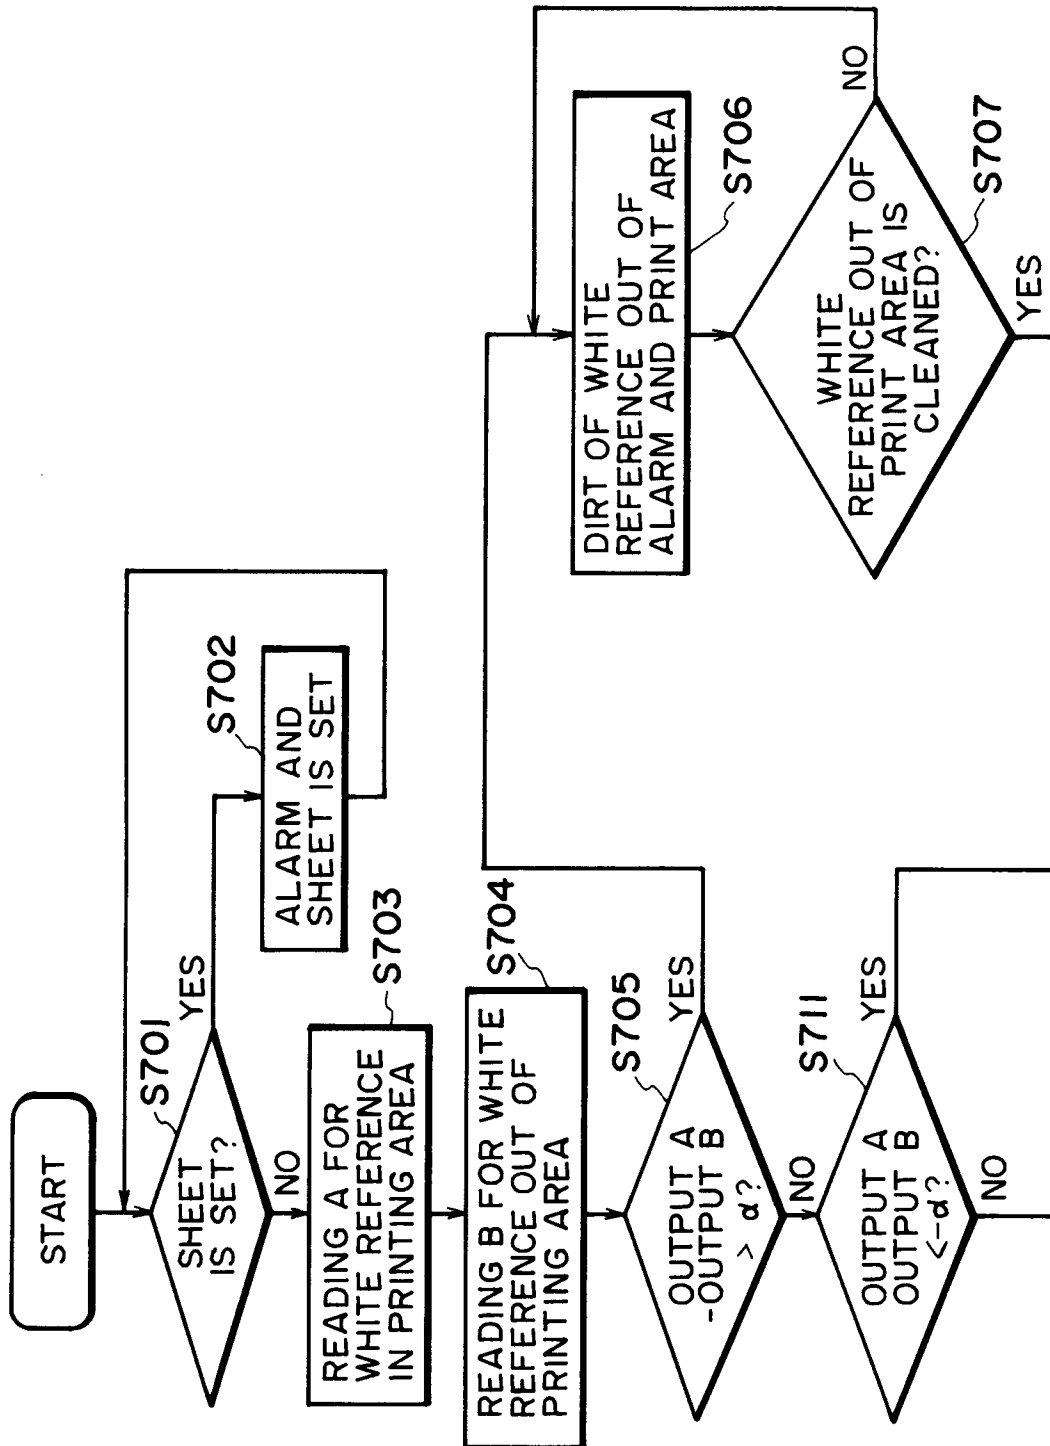 START
S701
SHEET
IS SET?
YES
NO
S702
ALARM AND
SHEET IS SET
S703
READING A FOR
WHITE REFERENCE
IN PRINTING AREA
S704
READING B FOR WHITE
REFERENCE OUT OF
PRINTING AREA
S705
OUTPUT A
-OUTPUT B
> α?
YES
NO
S711
OUTPUT A
OUTPUT B
<-α?
YES
NO
DIRT OF WHITE
REFERENCE OUT OF
ALARM AND PRINT AREA
S706
WHITE
REFERENCE OUT OF
PRINT AREA IS
CLEANED?
S707
NO
YES